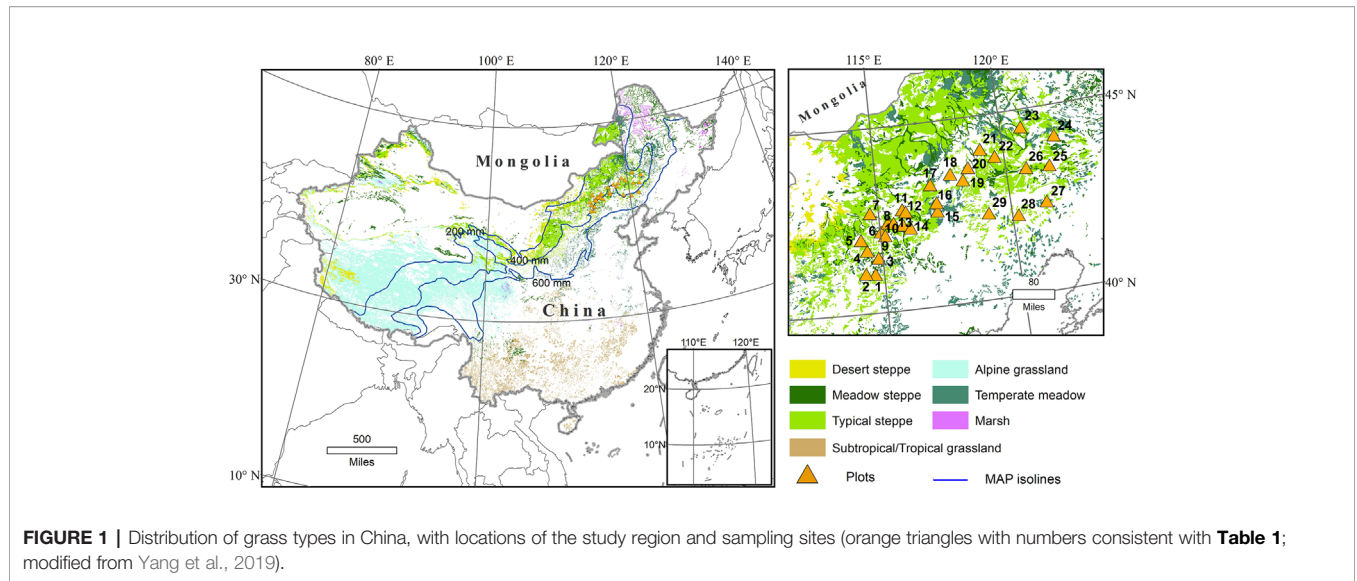 80° E 100° E 120° E 140° E
30° N
10° N
Mongolia
China
200 mm
400 mm
600 mm
500
Miles
110°E 120°E
20°N
10°N
115° E 120° E
45° N
40° N
Mongolia
23
24
21
22
20
26
25
18
17
19
27
16
29
28
11
12
15
7
8
13
14
6
10
5
9
4
3
2
1
80
Miles
Desert steppe
Alpine grassland
Meadow steppe
Temperate meadow
Typical steppe
Marsh
Subtropical/Tropical grassland
Plots
MAP isolines
FIGURE 1 | Distribution of grass types in China, with locations of the study region and sampling sites (orange triangles with numbers consistent with Table 1;
modified from Yang et al., 2019).